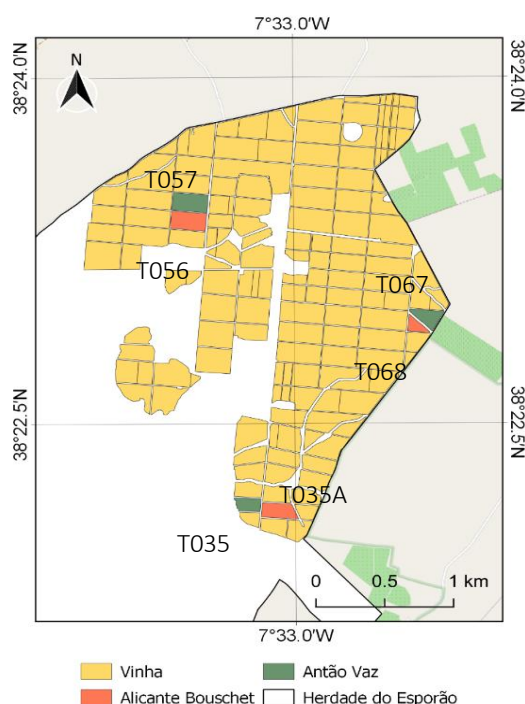 7°33.0'W
38°24.0'N
38°24.0'N
N
T057
T056
T067
T068
38°22.5'N
38°22.5'N
T035A
T035
0 0.5 1 km
7°33.0'W
Vinha
Antão Vaz
Alicante Bouschet
Herdade do Esporão